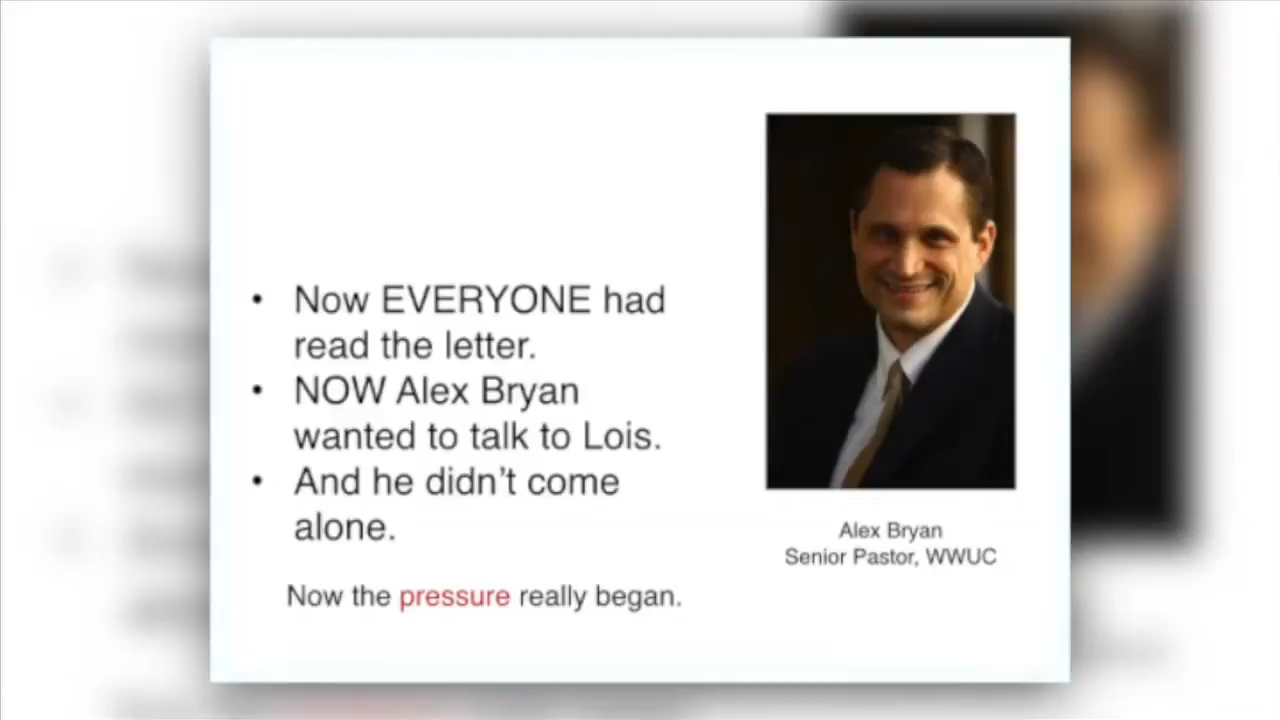 • Now EVERYONE had
read the letter.
• NOW Alex Bryan
wanted to talk to Lois.
• And he didn't come
alone.
Now the pressure really began.
Alex Bryan
Senior Pastor, WWUC